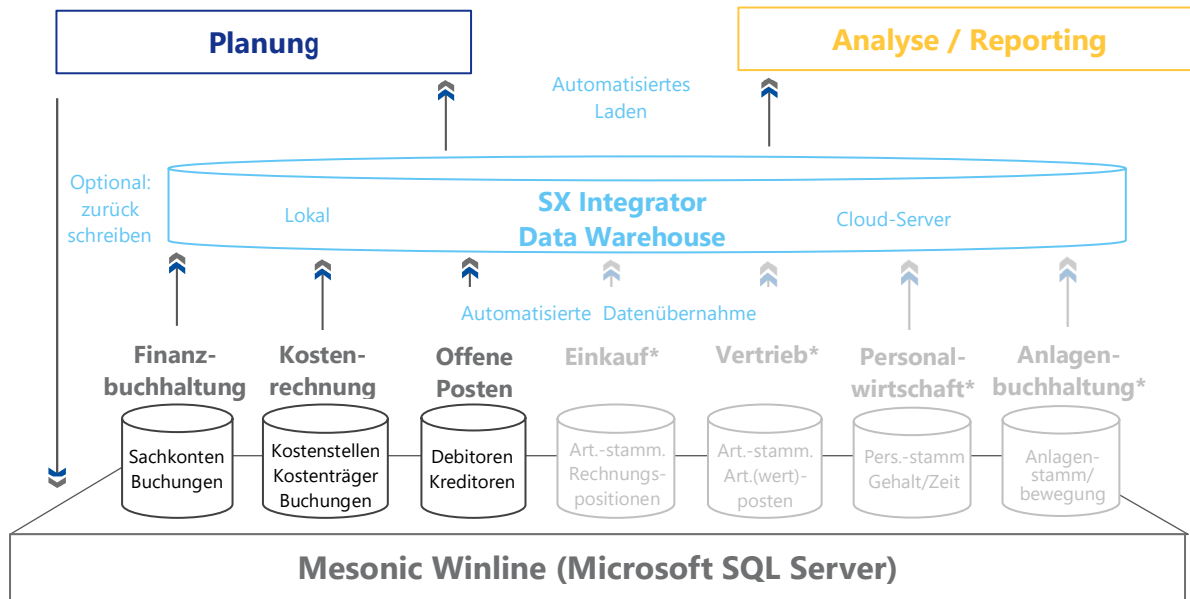 Planung
Analyse / Reporting
Automatisiertes
Laden
Optional:
zurück
schreiben
Lokal
SX Integrator
Data Warehouse
Cloud-Server
Automatisierte Datenübernahme
Finanz-
buchhaltung
Kosten-
rechnung
Offene
Posten
Einkauf*
Vertrieb*
Personal-
wirtschaft*
Anlagen-
buchhaltung*
Sachkonten
Buchungen
Kostenstellen
Kostenträger
Buchungen
Debitoren
Kreditoren
Art.-stamm.
Rechnungs-
positionen
Art.-stamm.
Art.(wert)-
posten
Pers.-stamm
Gehalt/Zeit
Anlagen-
stamm/
bewegung
Mesonic Winline (Microsoft SQL Server)